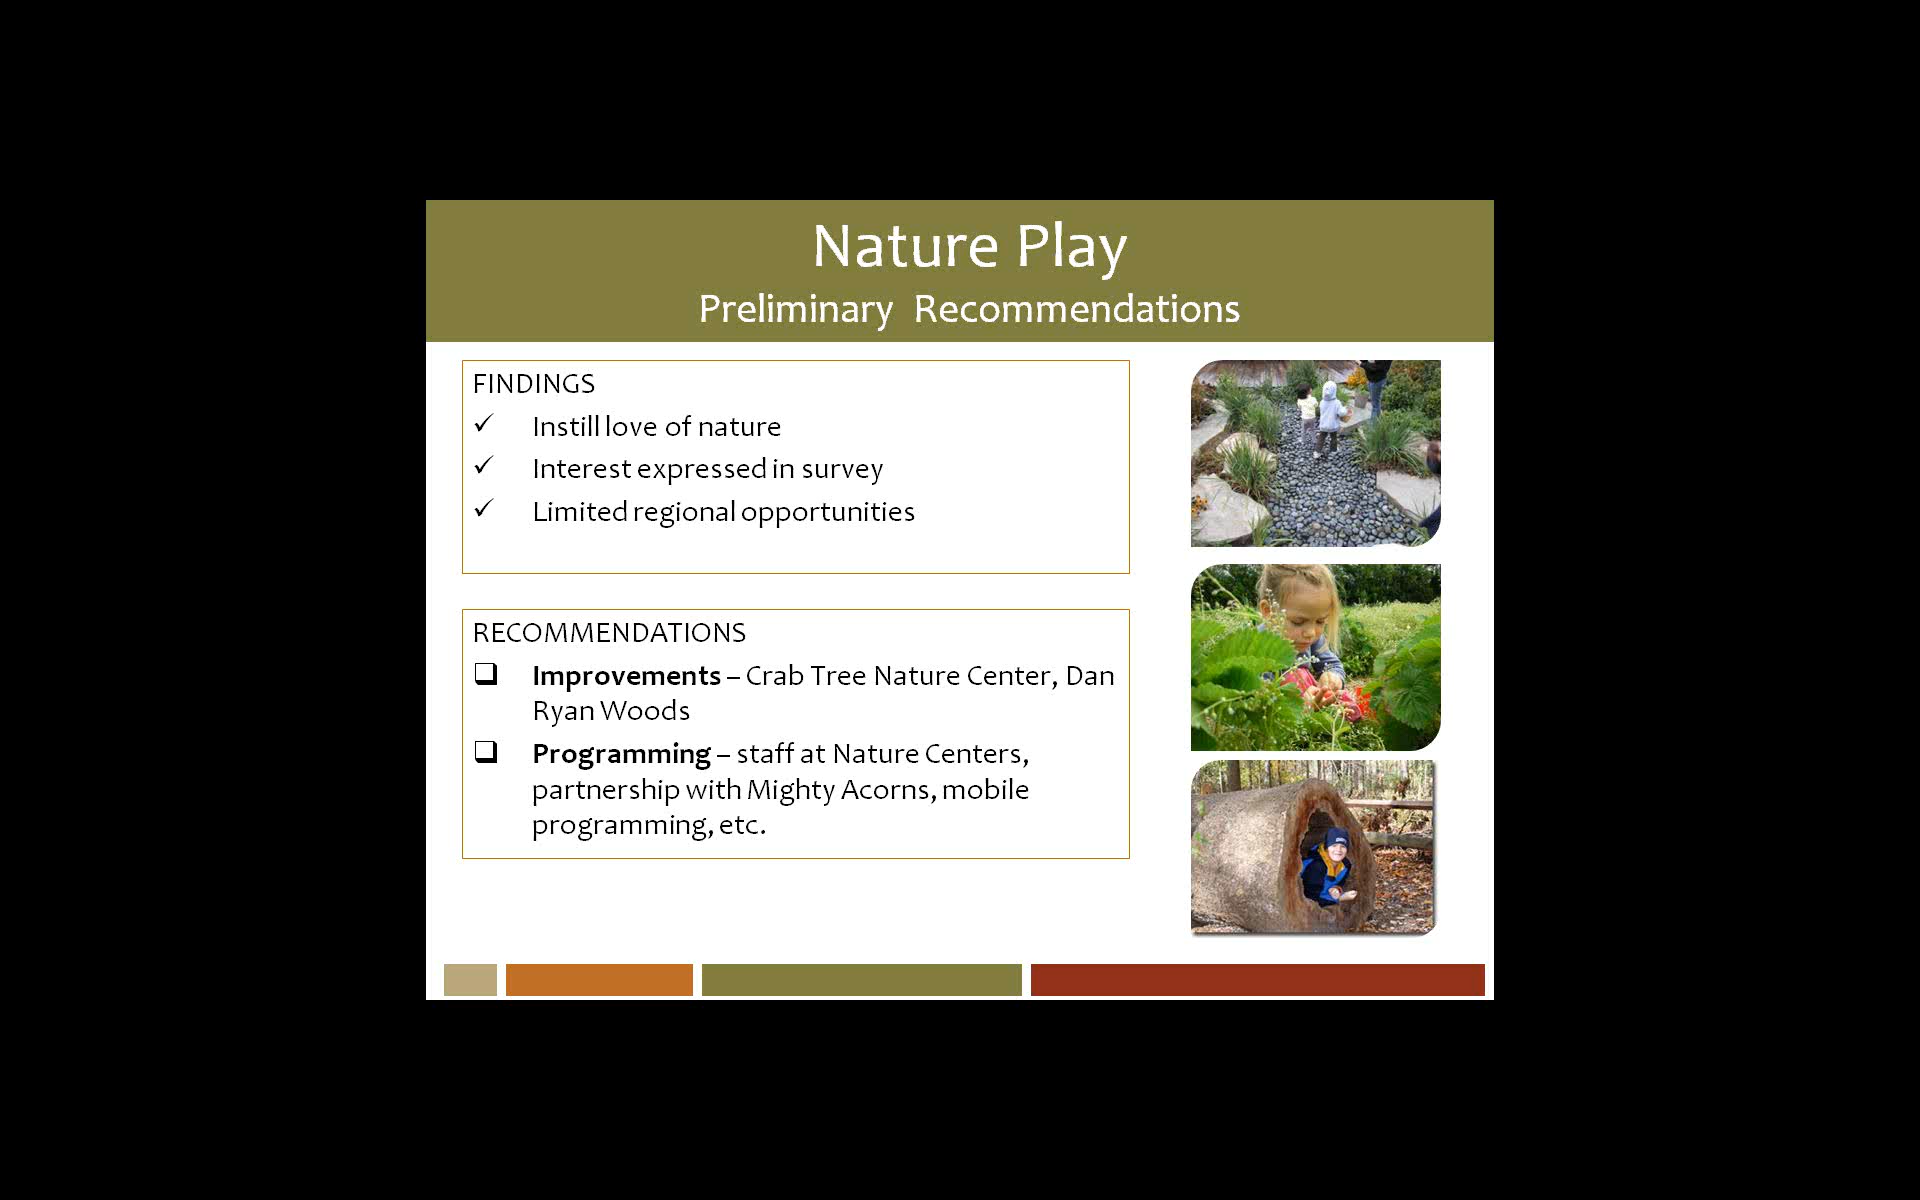 Nature Play
Preliminary Recommendations
FINDINGS
✓ Instill love of nature
✓ Interest expressed in survey
✓ Limited regional opportunities
RECOMMENDATIONS
❑ Improvements – Crab Tree Nature Center, Dan
Ryan Woods
❑ Programming – staff at Nature Centers,
partnership with Mighty Acorns, mobile
programming, etc.